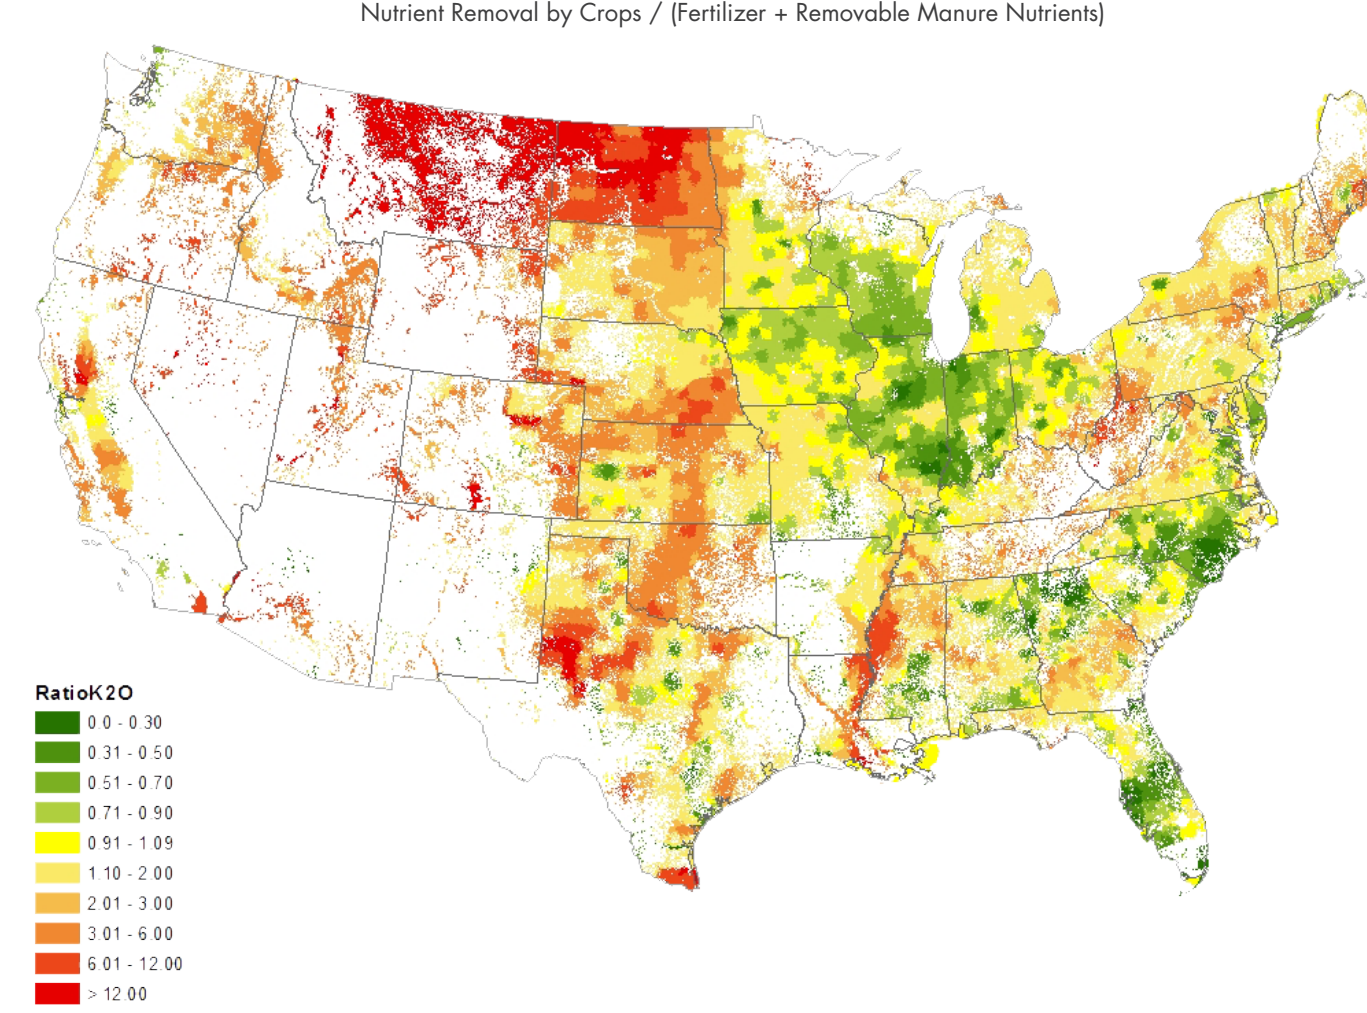 Nutrient Removal by Crops / (Fertilizer + Removable Manure Nutrients)
RatioK2O
0.0 - 0.30
0.31 - 0.50
0.51 - 0.70
0.71 - 0.90
0.91 - 1.09
1.10 - 2.00
2.01 - 3.00
3.01 - 6.00
6.01 - 12.00
> 12.00